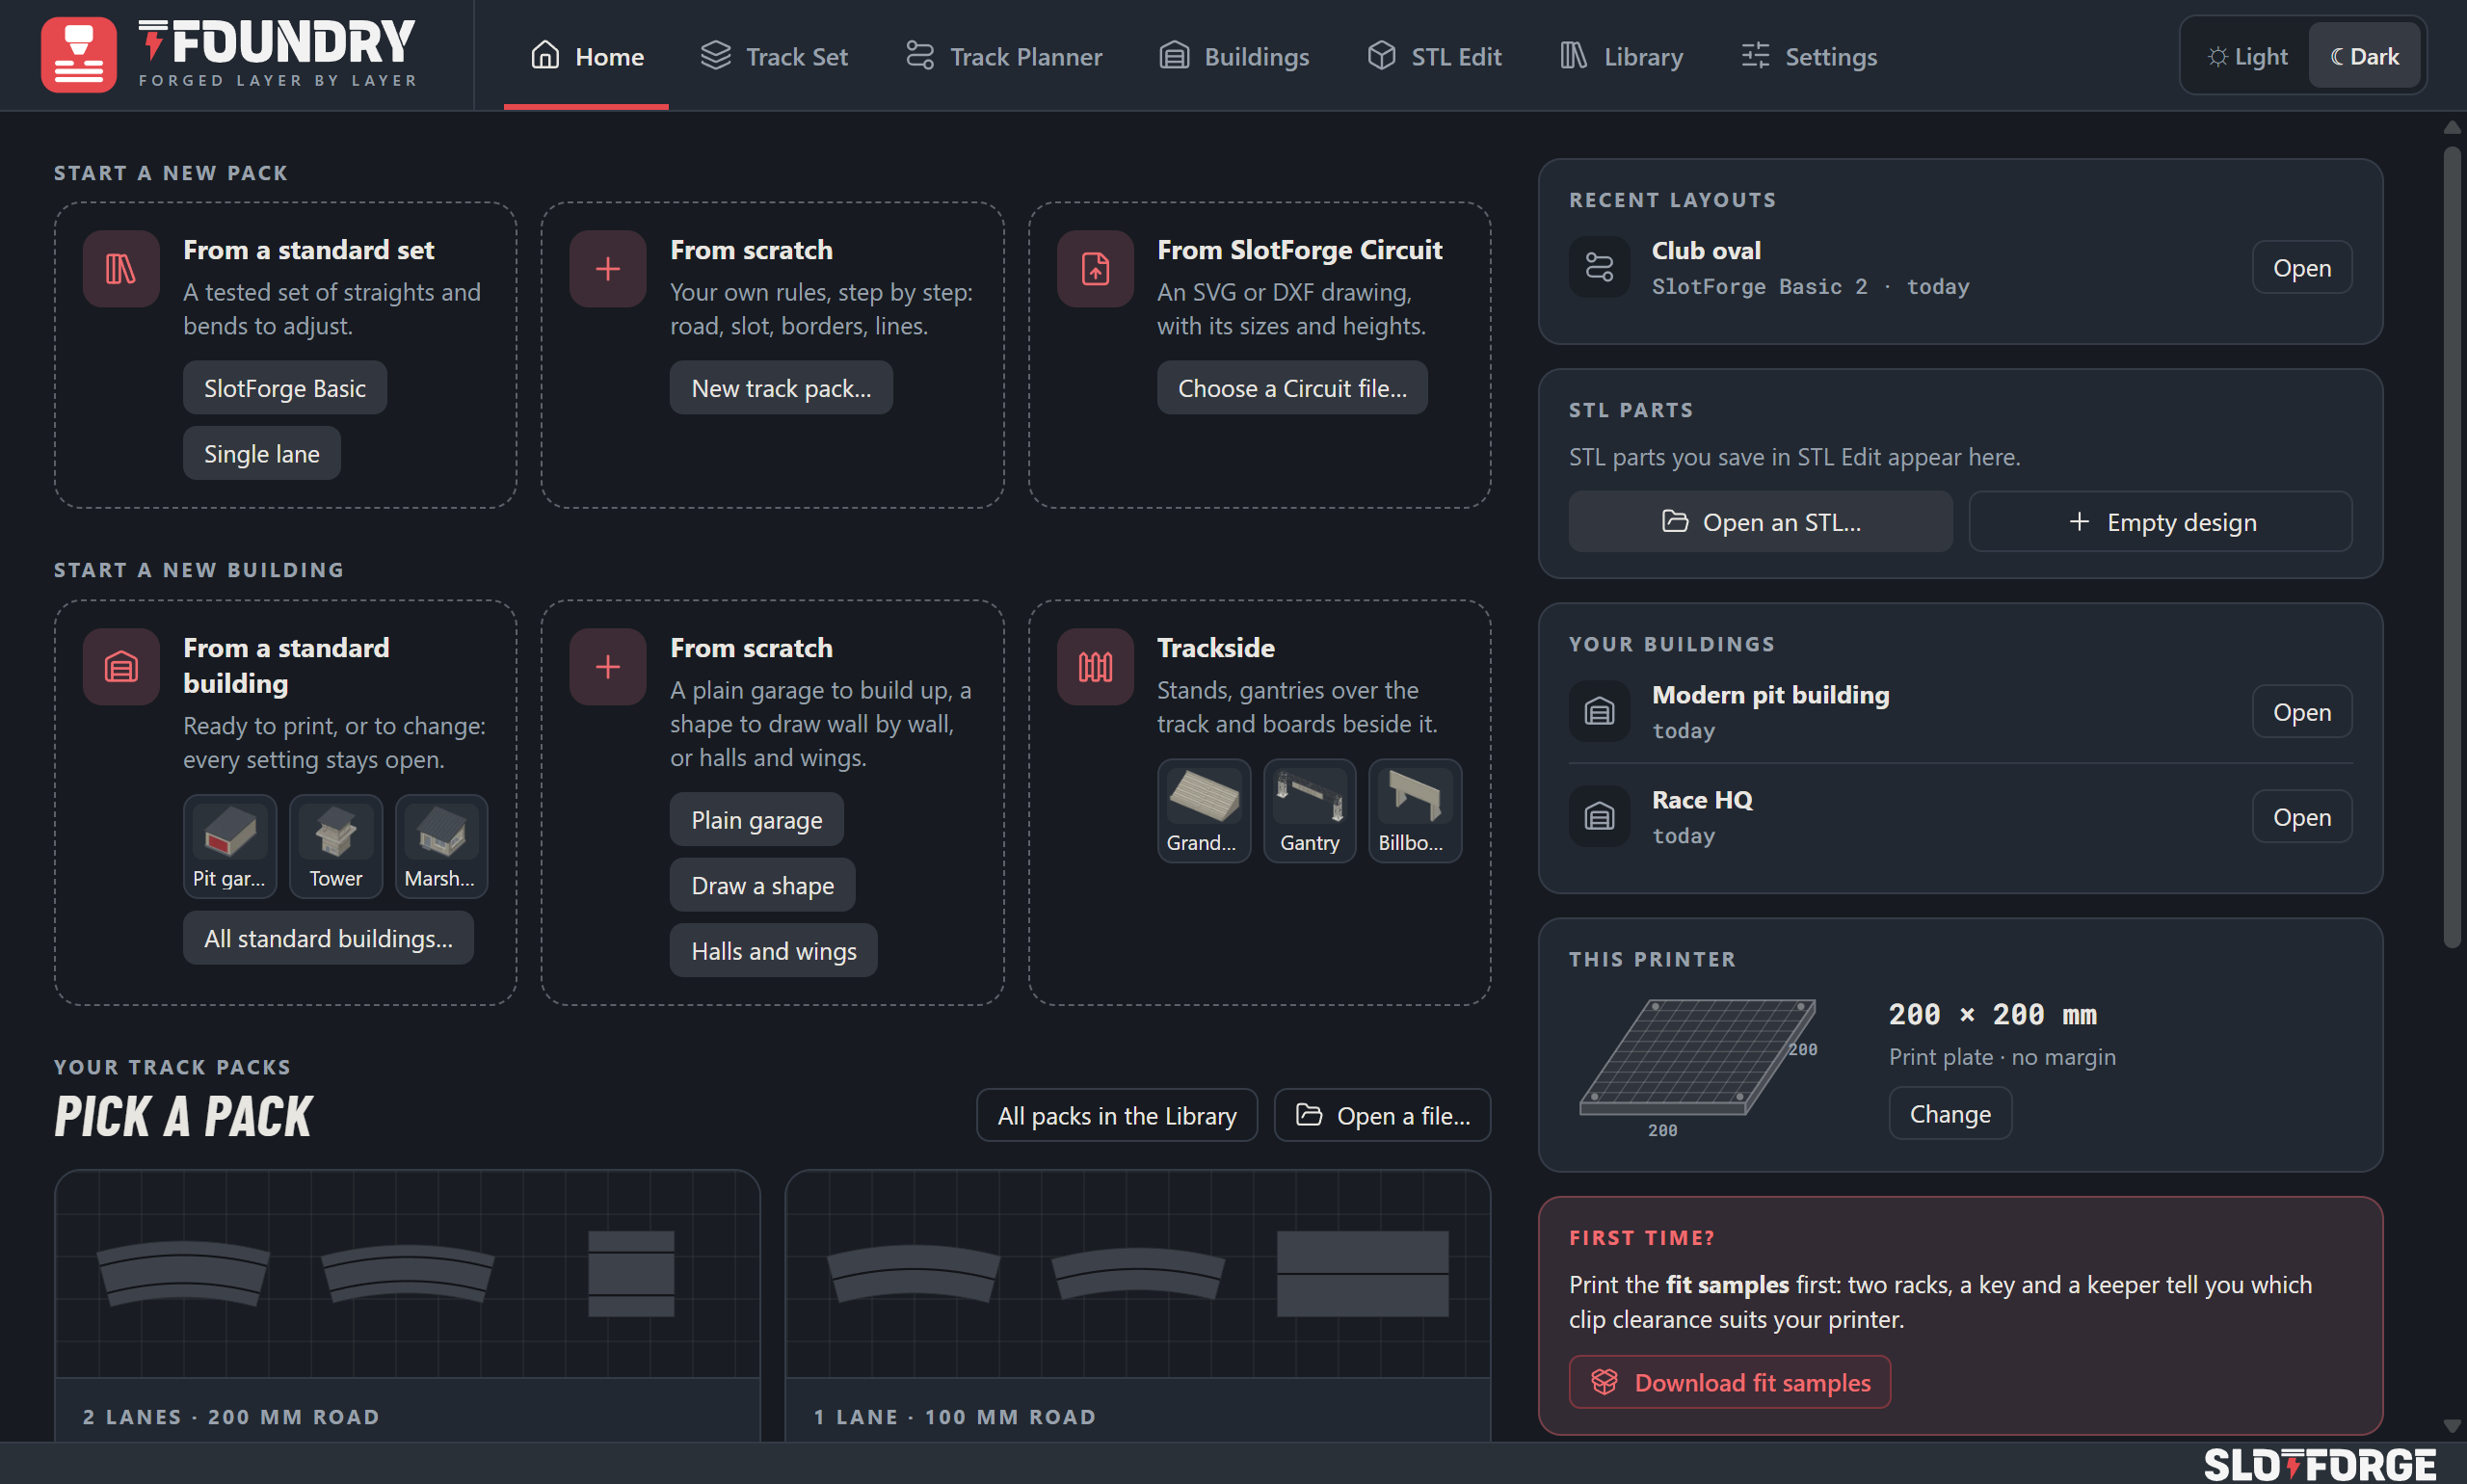 FOUNDRY
FORGED LAYER BY LAYER
Home
Track Set
Track Planner
Buildings
STL Edit
Library
Settings
Light
Dark
START A NEW PACK
From a standard set
A tested set of straights and
bends to adjust.
SlotForge Basic
Single lane
From scratch
Your own rules, step by step:
road, slot, borders, lines.
New track pack...
From SlotForge Circuit
An SVG or DXF drawing,
with its sizes and heights.
Choose a Circuit file...
START A NEW BUILDING
From a standard
building
Ready to print, or to change:
every setting stays open.
Pit gar...
Tower
Marsh...
All standard buildings...
From scratch
A plain garage to build up, a
shape to draw wall by wall,
or halls and wings.
Plain garage
Draw a shape
Halls and wings
Trackside
Stands, gantries over the
track and boards beside it.
Grand...
Gantry
Billbo...
YOUR TRACK PACKS
PICK A PACK
All packs in the Library
Open a file...
2 LANES · 200 MM ROAD
1 LANE · 100 MM ROAD
RECENT LAYOUTS
Club oval
SlotForge Basic 2 · today
Open
STL PARTS
STL parts you save in STL Edit appear here.
Open an STL...
Empty design
YOUR BUILDINGS
Modern pit building
today
Open
Race HQ
today
Open
THIS PRINTER
200
200
200 × 200 mm
Print plate · no margin
Change
FIRST TIME?
Print the fit samples first: two racks, a key and a keeper tell you which
clip clearance suits your printer.
Download fit samples
SLOTFORGE